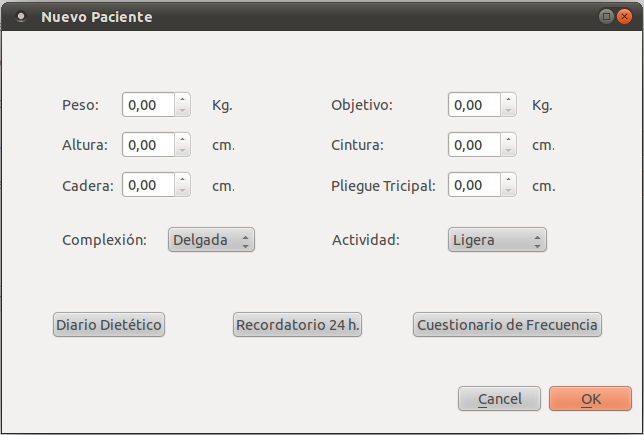 Nuevo Paciente
Peso: 0,00 Kg. Objetivo: 0,00 Kg.
Altura: 0,00 cm. Cintura: 0,00 cm.
Cadera: 0,00 cm. Pliegue Tricipal: 0,00 cm.
Complexión: Delgada Actividad: Ligera
Diario Dietético Recordatorio 24 h. Cuestionario de Frecuencia
Cancel OK